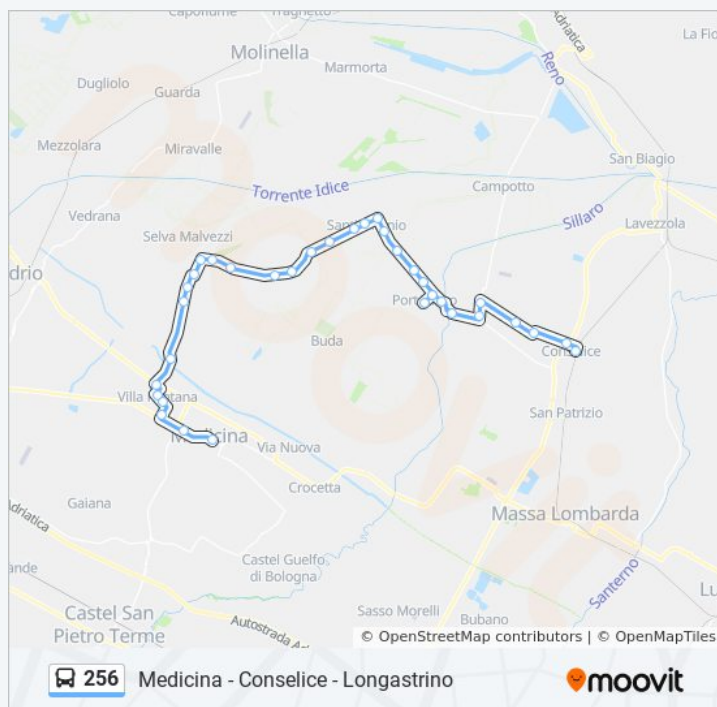 Capofiume
Traghetto
Adriatica
La Fio
Molinella
Marmorta
Dugliolo
Guarda
Reno
Mezzolara
Miravalle
San Biagio
Torrente Idice
Campotto
Vedrana
Sillaro
Lavezzola
Selva Malvezzi
drio
Buda
Villa Fontana
San Patrizio
Medicina
Via Nuova
Crocetta
Gaiana
Massa Lombarda
Adriatica
Castel Guelfo
di Bologna
Santerno
Lu
Castel San
Pietro Terme
Autostrada Ad
Sasso Morelli
Bubano
© OpenStreetMap contributors | © OpenMapTiles
256 Medicina - Conselice - Longastrino
moovit